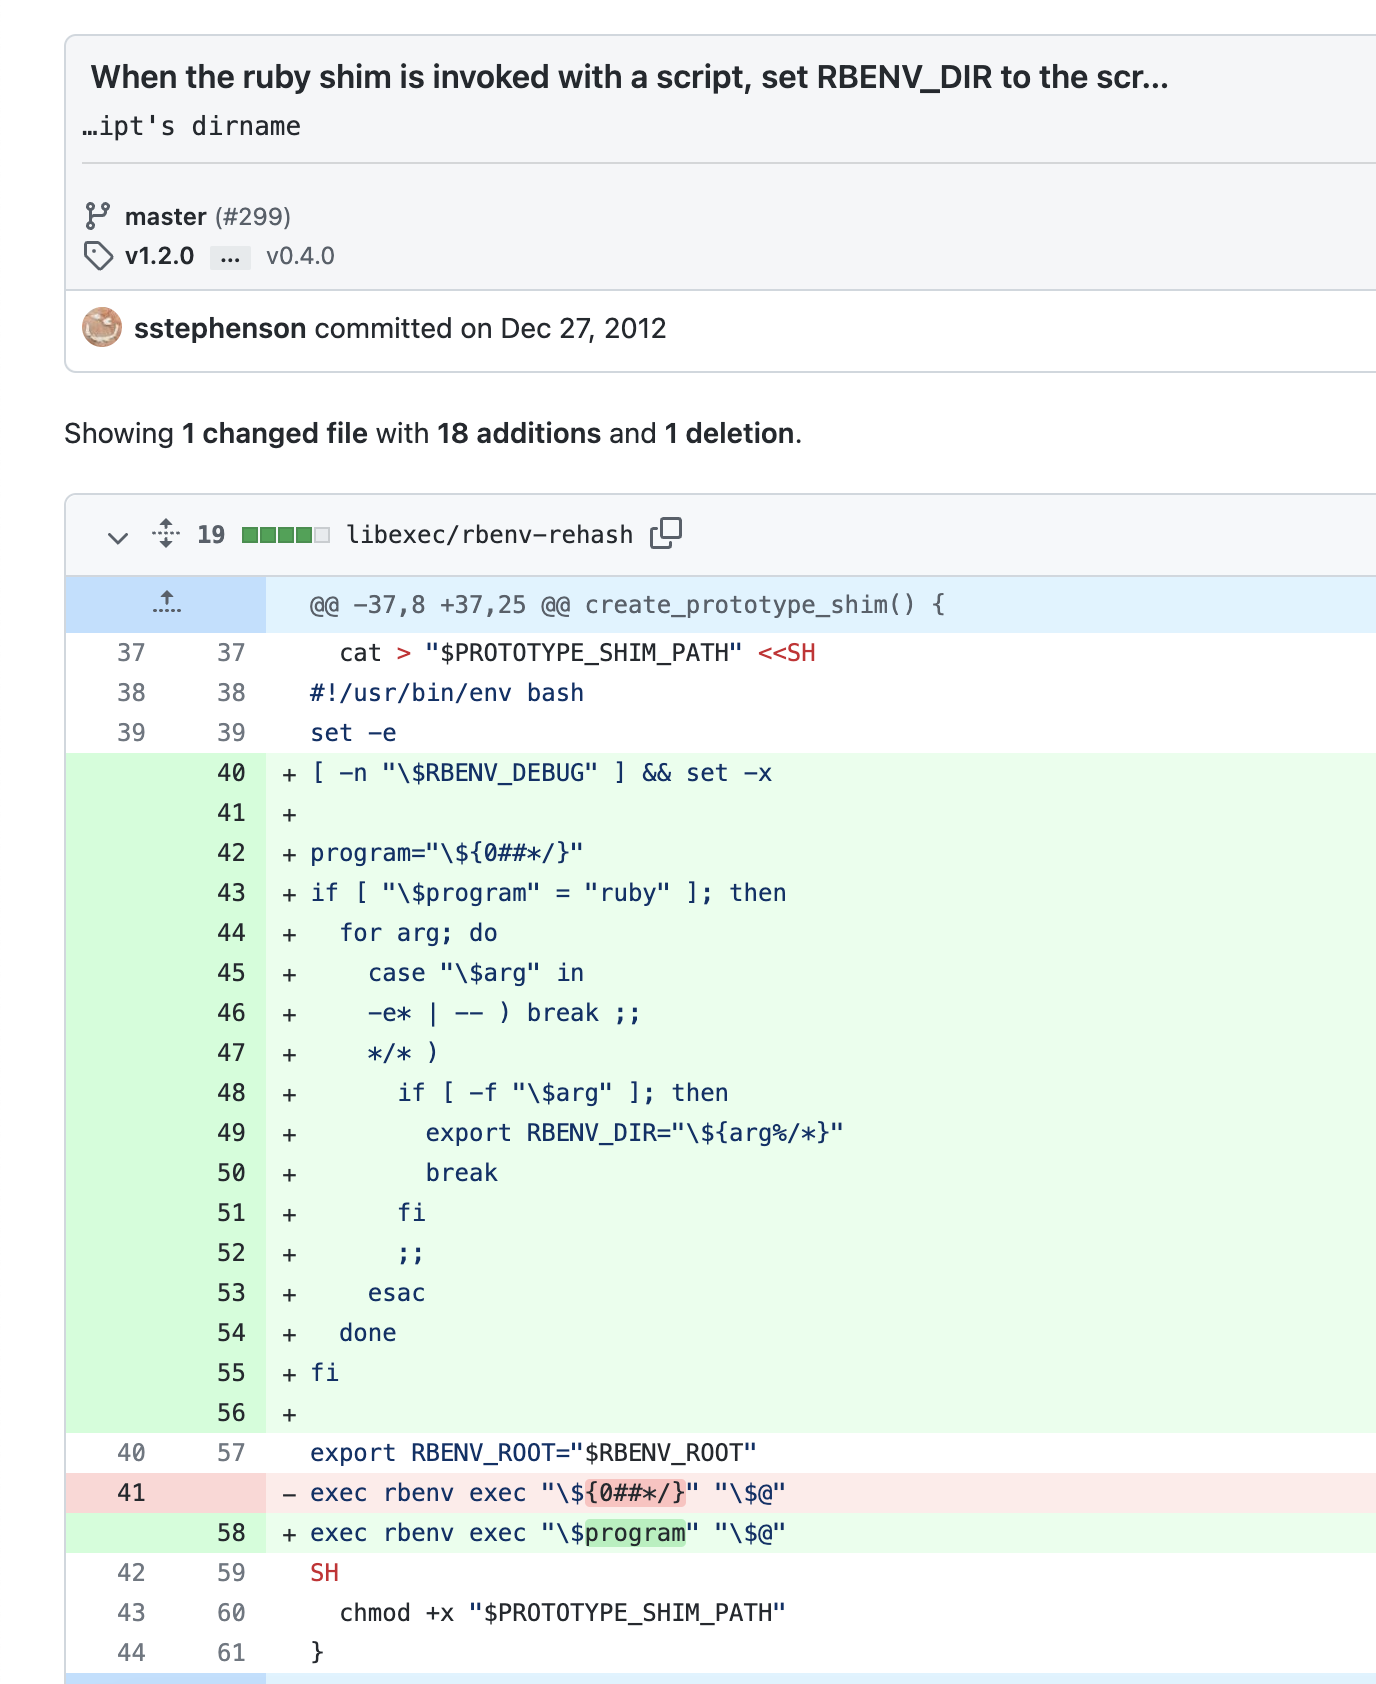 When the ruby shim is invoked with a script, set RBENV_DIR to the scr...
…ipt's dirname
master (#299)
v1.2.0 ... v0.4.0
sstephenson committed on Dec 27, 2012
Showing 1 changed file with 18 additions and 1 deletion.
19 libexec/rbenv-rehash
@@ -37,8 +37,25 @@ create_prototype_shim() {
37 37   cat > "$PROTOTYPE_SHIM_PATH" <<SH
38 38 #!/usr/bin/env bash
39 39 set -e
40 + [ -n "\$RBENV_DEBUG" ] && set -x
41 +
42 + program="\${0##*/}"
43 + if [ "\$program" = "ruby" ]; then
44 +   for arg; do
45 +     case "\$arg" in
46 +     -e* | -- ) break ;;
47 +     */* )
48 +       if [ -f "\$arg" ]; then
49 +         export RBENV_DIR="\${arg%/*}"
50 +         break
51 +       fi
52 +       ;;
53 +     esac
54 +   done
55 + fi
56 +
40 57 export RBENV_ROOT="$RBENV_ROOT"
41 - exec rbenv exec "\${0##*/}" "\$@"
58 + exec rbenv exec "\$program" "\$@"
42 59 SH
43 60   chmod +x "$PROTOTYPE_SHIM_PATH"
44 61 }